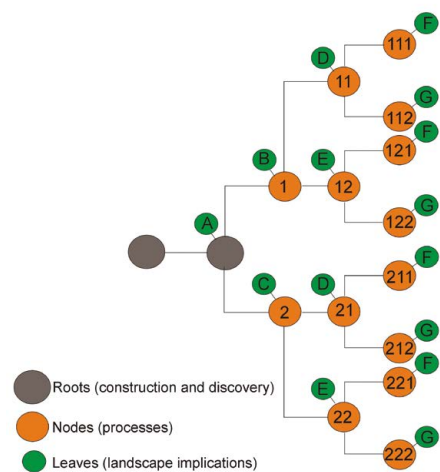 F
111
D
11
G
112
F
B
E
121
1
12
G
A
122
F
C
D
211
2
21
G
212
F
Roots (construction and discovery)
E
221
22
Nodes (processes)
G
Leaves (landscape implications)
222